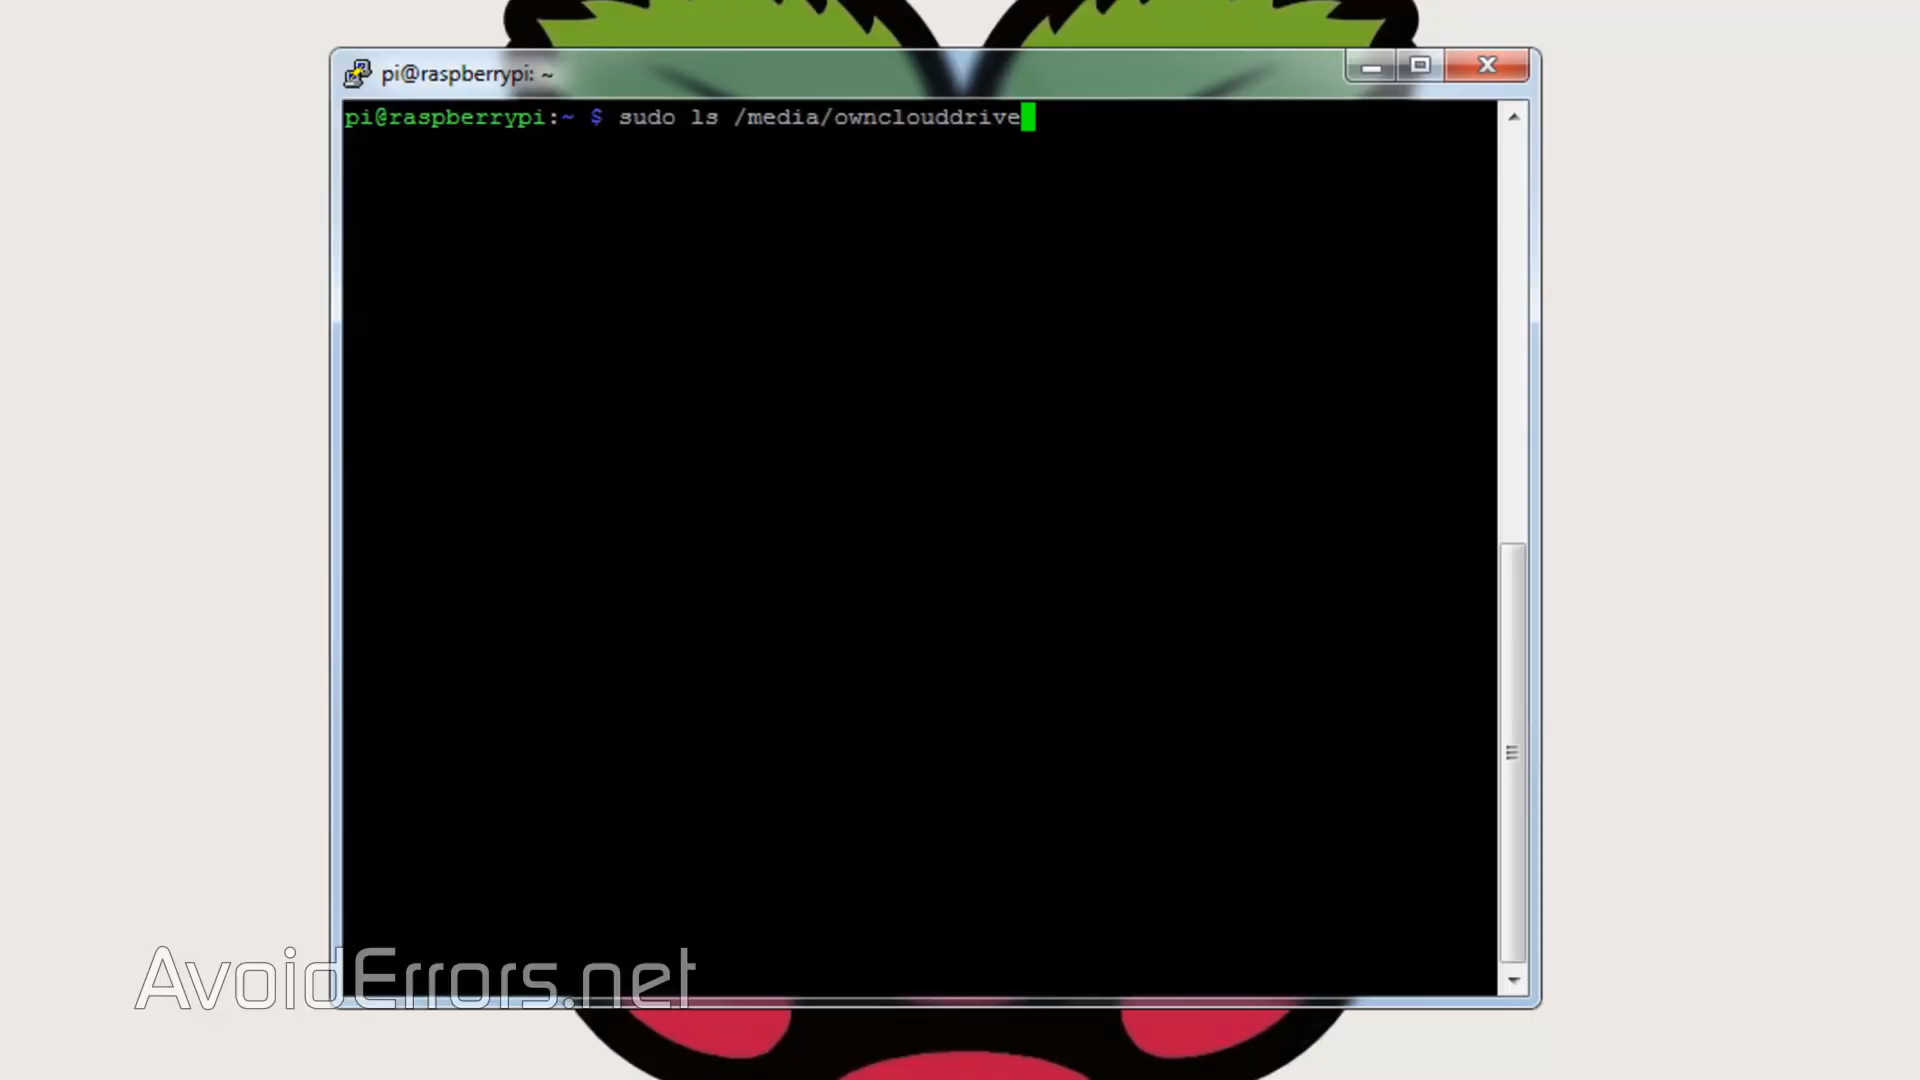 pi@raspberrypi: ~
pi@raspberrypi:~ $ sudo ls /media/ownclouddrive
AvoidErrors.net